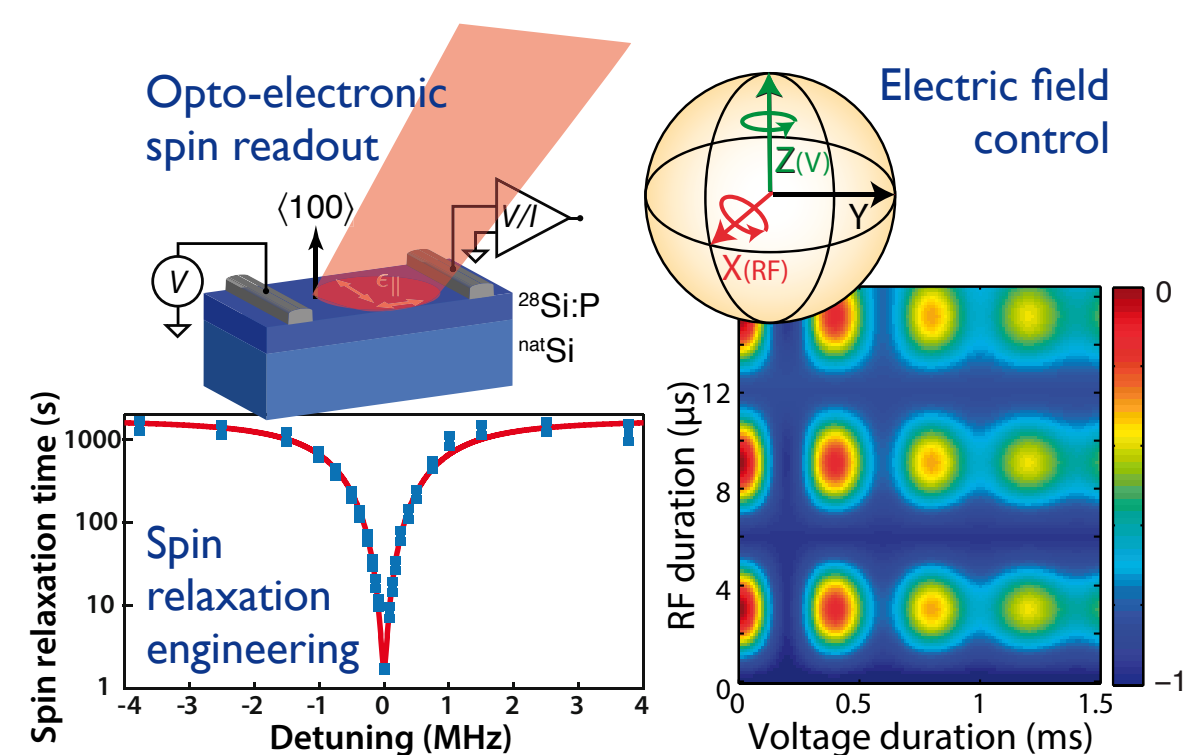 Opto-electronic
spin readout
Electric field
control
⟨100⟩
V
V/I
ϵ||
²⁸Si:P
ⁿᵃᵗSi
Z(V)
Y
X(RF)
Spin relaxation time (s)
1000
100
10
1
Spin
relaxation
engineering
-4 -3 -2 -1 0 1 2 3 4
Detuning (MHz)
RF duration (µs)
12
8
4
0
0 0.5 1 1.5
Voltage duration (ms)
0
−1